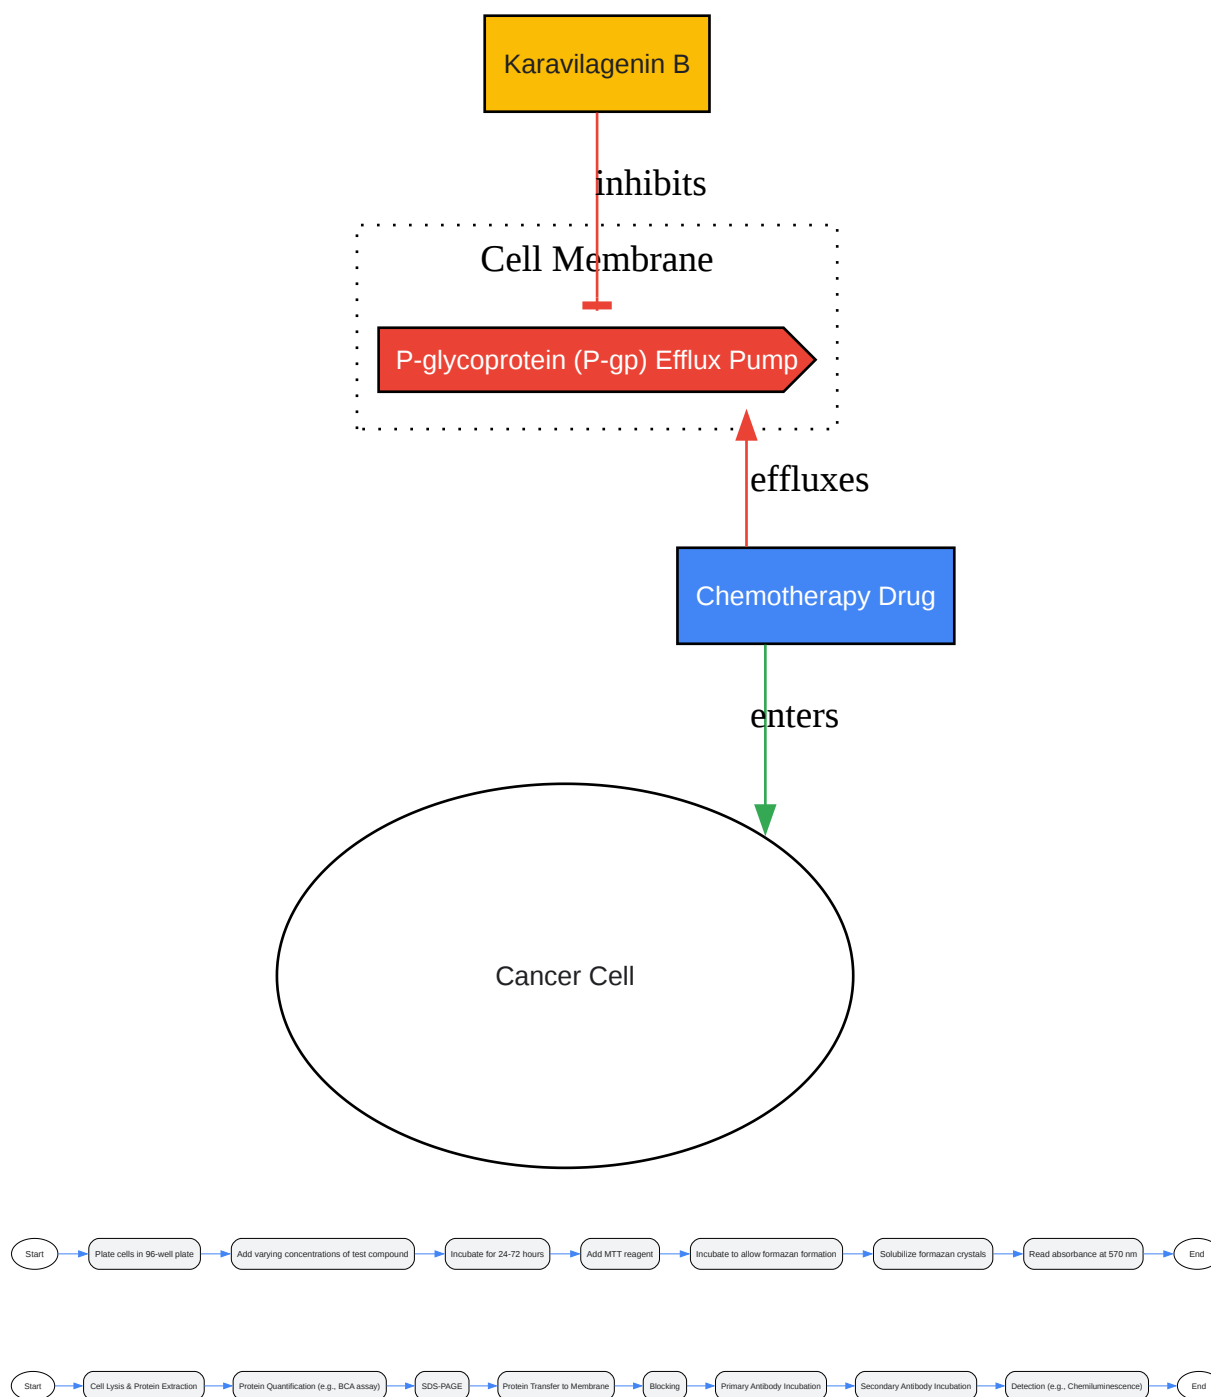 Karavilagenin B
inhibits
Cell Membrane
P-glycoprotein (P-gp) Efflux Pump
effluxes
Chemotherapy Drug
enters
Cancer Cell
Start
Plate cells in 96-well plate
Add varying concentrations of test compound
Incubate for 24-72 hours
Add MTT reagent
Incubate to allow formazan formation
Solubilize formazan crystals
Read absorbance at 570 nm
End
Start
Cell Lysis & Protein Extraction
Protein Quantification (e.g., BCA assay)
SDS-PAGE
Protein Transfer to Membrane
Blocking
Primary Antibody Incubation
Secondary Antibody Incubation
Detection (e.g., Chemiluminescence)
End